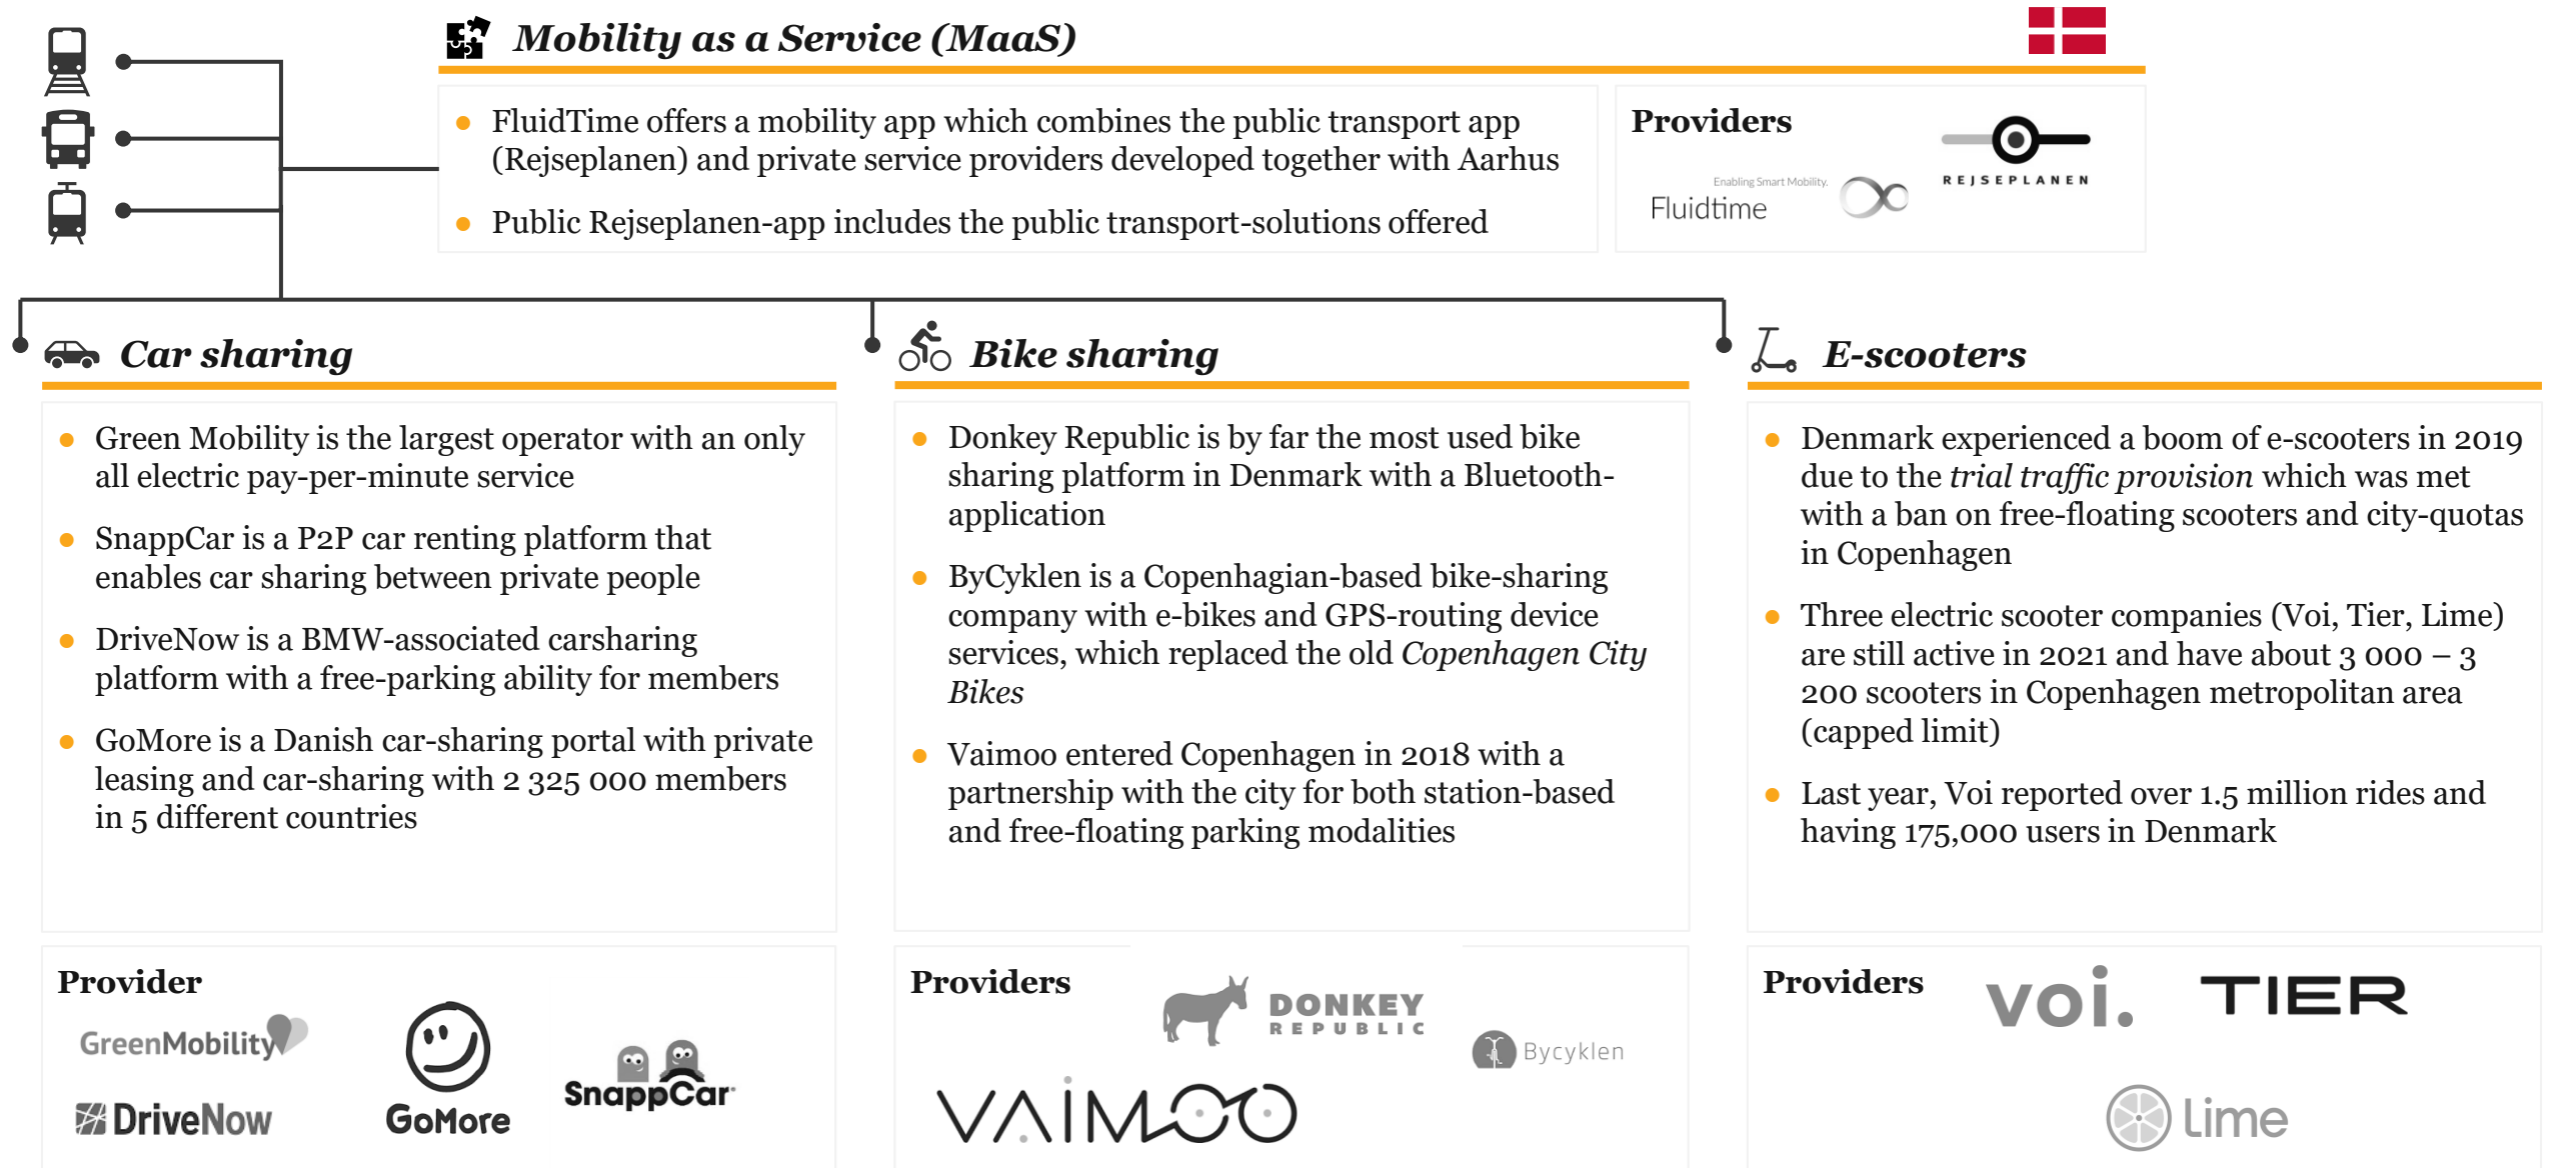 Mobility as a Service (MaaS)
FluidTime offers a mobility app which combines the public transport app
(Rejseplanen) and private service providers developed together with Aarhus
Public Rejseplanen-app includes the public transport-solutions offered
Providers
Enabling Smart Mobility.
Fluidtime
REJSEPLANEN
Car sharing
Green Mobility is the largest operator with an only
all electric pay-per-minute service
SnappCar is a P2P car renting platform that
enables car sharing between private people
DriveNow is a BMW-associated carsharing
platform with a free-parking ability for members
GoMore is a Danish car-sharing portal with private
leasing and car-sharing with 2 325 000 members
in 5 different countries
Provider
GreenMobility
DriveNow
GoMore
SnappCar
Bike sharing
Donkey Republic is by far the most used bike
sharing platform in Denmark with a Bluetooth-
application
ByCyklen is a Copenhagian-based bike-sharing
company with e-bikes and GPS-routing device
services, which replaced the old Copenhagen City
Bikes
Vaimoo entered Copenhagen in 2018 with a
partnership with the city for both station-based
and free-floating parking modalities
Providers
DONKEY
REPUBLIC
Bycyklen
VAiMOO
E-scooters
Denmark experienced a boom of e-scooters in 2019
due to the trial traffic provision which was met
with a ban on free-floating scooters and city-quotas
in Copenhagen
Three electric scooter companies (Voi, Tier, Lime)
are still active in 2021 and have about 3 000 – 3
200 scooters in Copenhagen metropolitan area
(capped limit)
Last year, Voi reported over 1.5 million rides and
having 175,000 users in Denmark
Providers
voi.
TIER
Lime